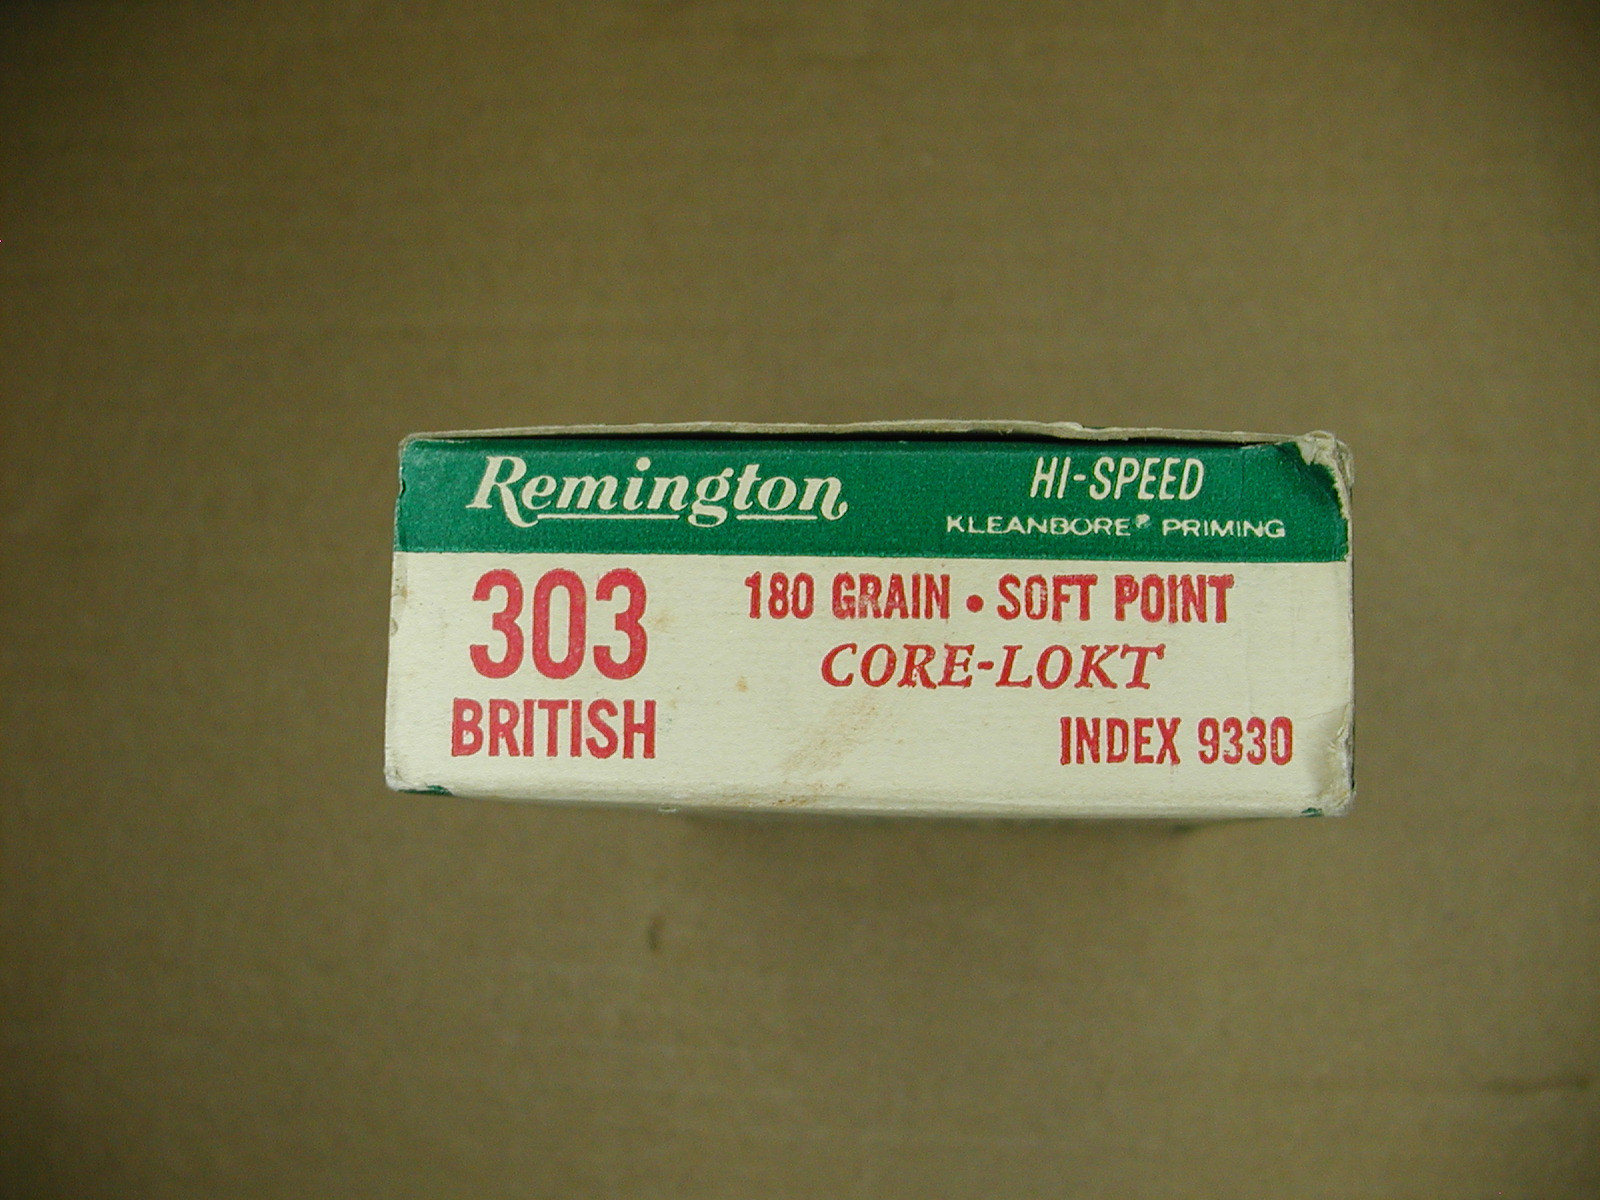 Remington
HI-SPEED
KLEANBORE® PRIMING
303
BRITISH
180 GRAIN • SOFT POINT
CORE-LOKT
INDEX 9330